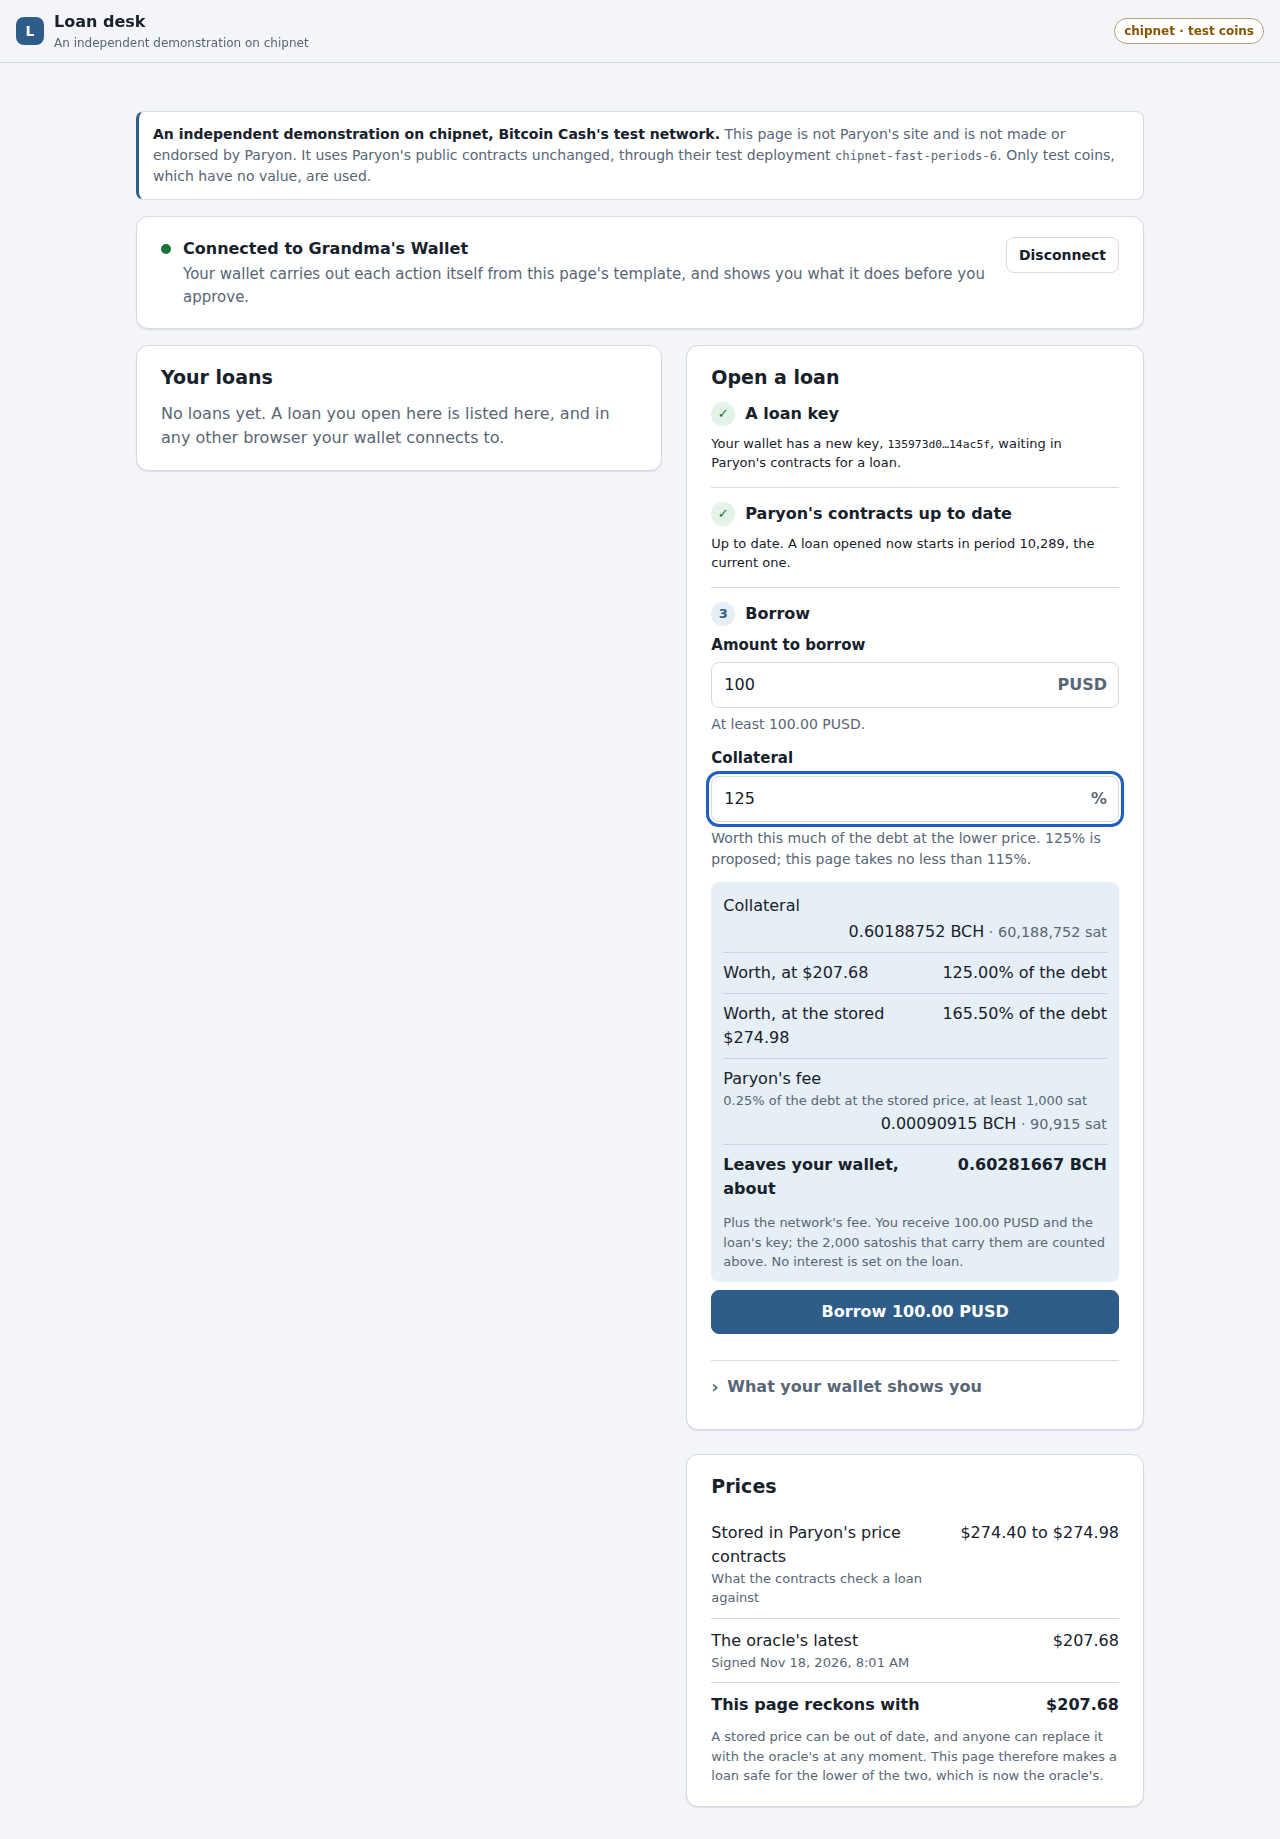 L
Loan desk
An independent demonstration on chipnet
chipnet · test coins
An independent demonstration on chipnet, Bitcoin Cash's test network. This page is not Paryon's site and is not made or
endorsed by Paryon. It uses Paryon's public contracts unchanged, through their test deployment chipnet-fast-periods-6. Only test coins,
which have no value, are used.
Connected to Grandma's Wallet
Your wallet carries out each action itself from this page's template, and shows you what it does before you
approve.
Disconnect
Your loans
No loans yet. A loan you open here is listed here, and in
any other browser your wallet connects to.
Open a loan
✓ A loan key
Your wallet has a new key, 135973d0…14ac5f, waiting in
Paryon's contracts for a loan.
✓ Paryon's contracts up to date
Up to date. A loan opened now starts in period 10,289, the
current one.
3 Borrow
Amount to borrow
100 PUSD
At least 100.00 PUSD.
Collateral
125 %
Worth this much of the debt at the lower price. 125% is
proposed; this page takes no less than 115%.
Collateral
0.60188752 BCH · 60,188,752 sat
Worth, at $207.68 125.00% of the debt
Worth, at the stored 165.50% of the debt
$274.98
Paryon's fee
0.25% of the debt at the stored price, at least 1,000 sat
0.00090915 BCH · 90,915 sat
Leaves your wallet, 0.60281667 BCH
about
Plus the network's fee. You receive 100.00 PUSD and the
loan's key; the 2,000 satoshis that carry them are counted
above. No interest is set on the loan.
Borrow 100.00 PUSD
› What your wallet shows you
Prices
Stored in Paryon's price $274.40 to $274.98
contracts
What the contracts check a loan
against
The oracle's latest $207.68
Signed Nov 18, 2026, 8:01 AM
This page reckons with $207.68
A stored price can be out of date, and anyone can replace it
with the oracle's at any moment. This page therefore makes a
loan safe for the lower of the two, which is now the oracle's.